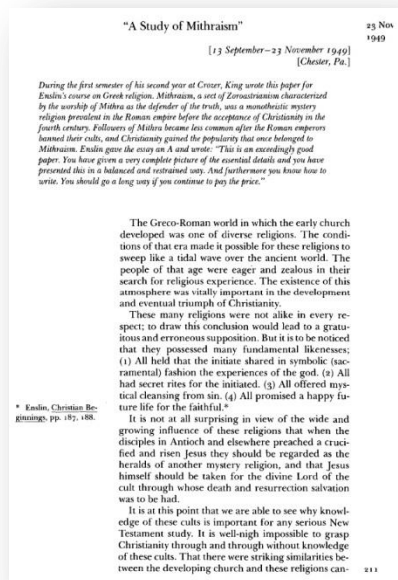 "A Study of Mithraism"
23 Nov
1949
[13 September–23 November 1949]
[Chester, Pa.]
During the first semester of his second year at Crozer, King wrote this paper for
Enslin's course on Greek religion. Mithraism, a sect of Zoroastrianism characterized
by the worship of Mithra as the defender of the truth, was a monotheistic mystery
religion prevalent in the Roman empire before the acceptance of Christianity in the
fourth century. Followers of Mithra became less common after the Roman emperors
banned their cults, and Christianity gained the popularity that once belonged to
Mithraism. Enslin gave the essay an A and wrote: "This is an exceedingly good
paper. You have given a very complete picture of the essential details and you have
presented this in a balanced and restrained way. And furthermore you know how to
write. You should go a long way if you continue to pay the price."
The Greco-Roman world in which the early church
developed was one of diverse religions. The condi-
tions of that era made it possible for these religions to
sweep like a tidal wave over the ancient world. The
people of that age were eager and zealous in their
search for religious experience. The existence of this
atmosphere was vitally important in the development
and eventual triumph of Christianity.
These many religions were not alike in every re-
spect; to draw this conclusion would lead to a gratu-
itous and erroneous supposition. But it is to be noticed
that they possessed many fundamental likenesses;
(1) All held that the initiate shared in symbolic (sac-
ramental) fashion the experiences of the god. (2) All
had secret rites for the initiated. (3) All offered mys-
tical cleansing from sin. (4) All promised a happy fu-
ture life for the faithful.*
* Enslin, Christian Be-
ginnings, pp. 187, 188.
It is not at all surprising in view of the wide and
growing influence of these religions that when the
disciples in Antioch and elsewhere preached a cruci-
fied and risen Jesus they should be regarded as the
heralds of another mystery religion, and that Jesus
himself should be taken for the divine Lord of the
cult through whose death and resurrection salvation
was to be had.
It is at this point that we are able to see why knowl-
edge of these cults is important for any serious New
Testament study. It is well-nigh impossible to grasp
Christianity through and through without knowledge
of these cults. That there were striking similarities be-
tween the developing church and these religions can-
211